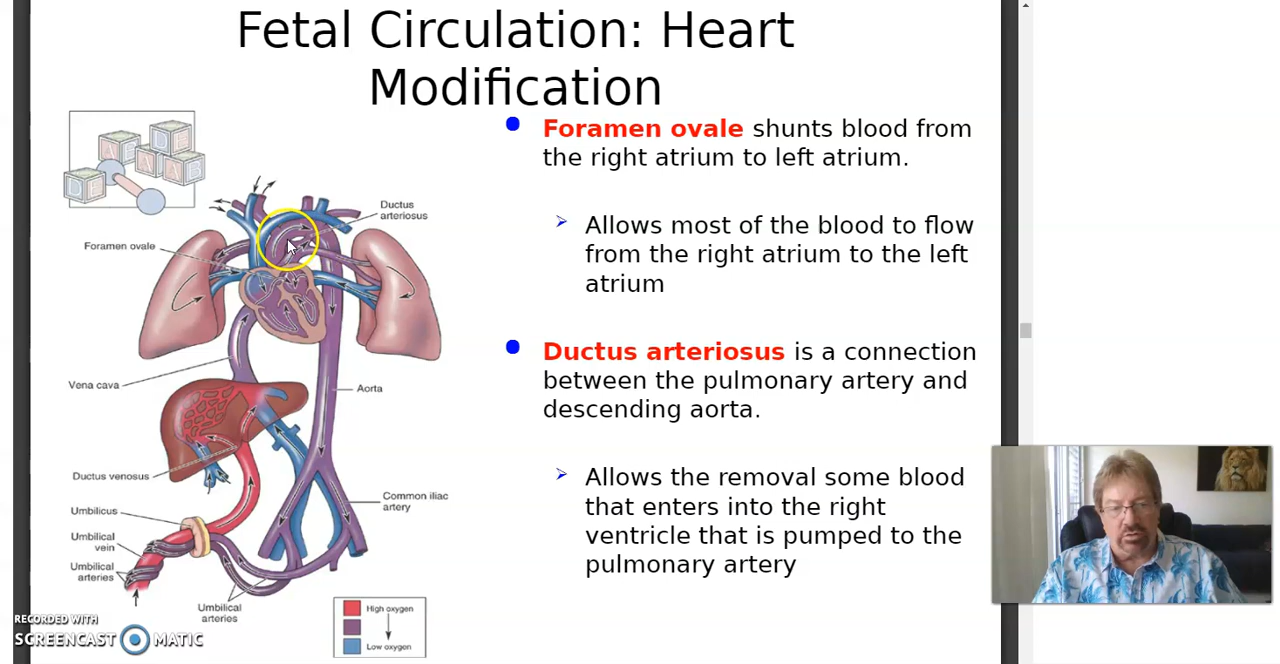 Fetal Circulation: Heart
Modification
Foramen ovale shunts blood from
the right atrium to left atrium.
Allows most of the blood to flow
from the right atrium to the left
atrium
Ductus arteriosus is a connection
between the pulmonary artery and
descending aorta.
Allows the removal some blood
that enters into the right
ventricle that is pumped to the
pulmonary artery
Ductus
arteriosus
Foramen ovale
Vena cava
Aorta
Ductus venosus
Common iliac
artery
Umbilicus
Umbilical
vein
Umbilical
arteries
Umbilical
arteries
High oxygen
Low oxygen
RECORDED WITH
SCREENCAST MATIC